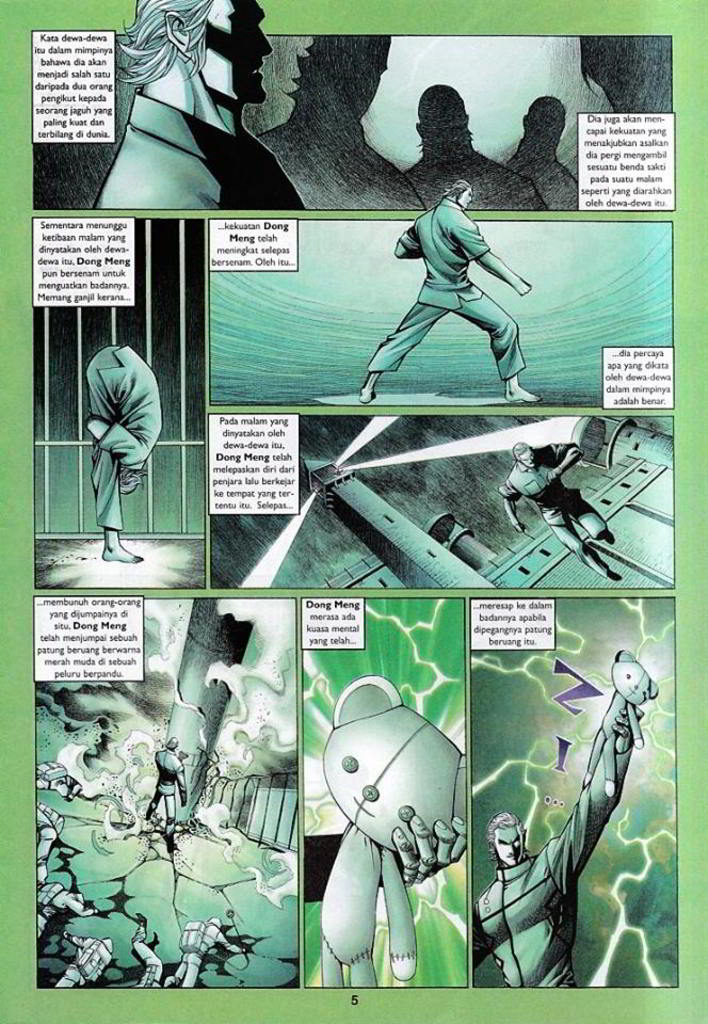 Kata dewa-dewa
itu dalam mimpinya
bahawa dia akan
menjadi salah satu
daripada dua orang
pengikut kepada
seorang jaguh yang
paling kuat dan
terbilang di dunia.
Dia juga akan men-
capai kekuatan yang
menakjubkan asalkan
dia pergi mengambil
sesuatu benda sakti
pada suatu malam
seperti yang diarahkan
oleh dewa-dewa itu.
Sementara menunggu
ketibaan malam yang
dinyatakan oleh dewa-
dewa itu, Dong Meng
pun bersenam untuk
menguatkan badannya.
Memang ganjil kerana...
...kekuatan Dong
Meng telah
meningkat selepas
bersenam. Oleh itu...
...dia percaya
apa yang dikata
oleh dewa-dewa
dalam mimpinya
adalah benar.
Pada malam yang
dinyatakan oleh
dewa-dewa itu,
Dong Meng telah
melepaskan diri dari
penjara lalu berkejar
ke tempat yang ter-
tentu itu. Selepas...
...membunuh orang-orang
yang dijumpainya di
situ, Dong Meng
telah menjumpai sebuah
patung beruang berwarna
merah muda di sebuah
peluru berpandu.
Dong Meng
merasa ada
kuasa mental
yang telah...
...meresap ke dalam
badannya apabila
dipegangnya patung
beruang itu.
Z
I
...
5